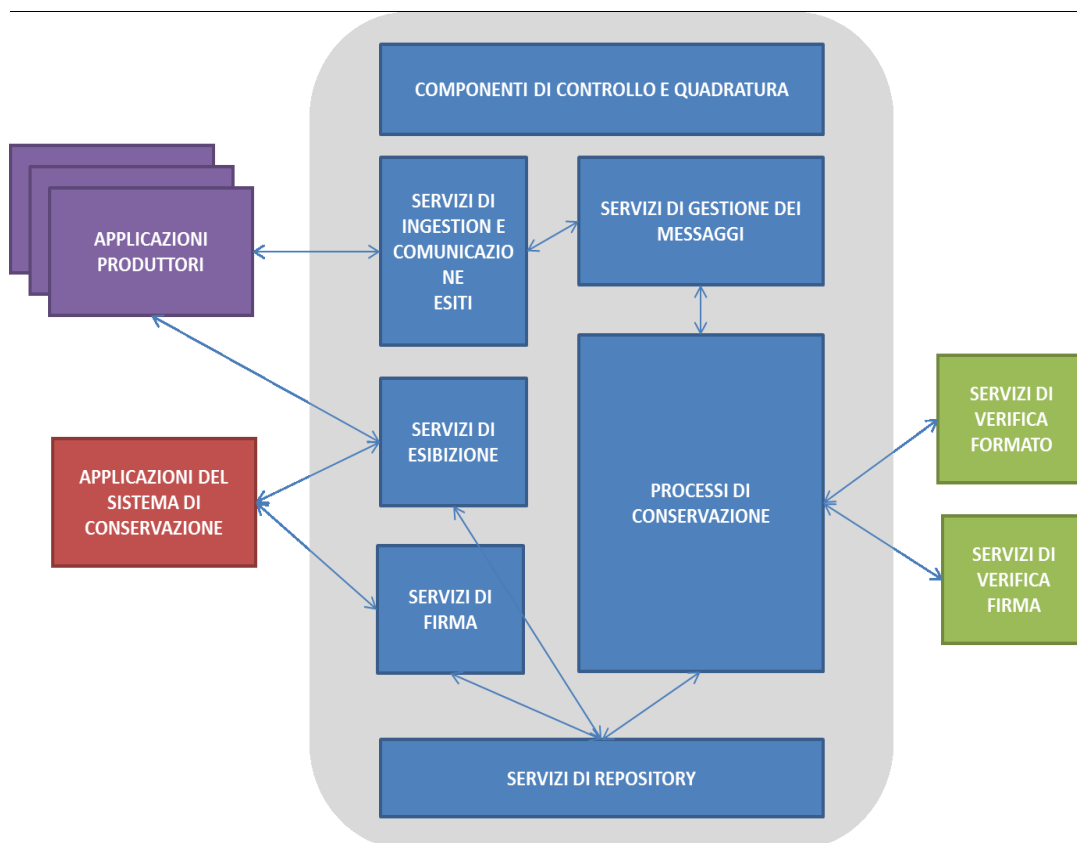 COMPONENTI DI CONTROLLO E QUADRATURA
SERVIZI DI
INGESTION E
COMUNICAZIO
NE
ESITI
SERVIZI DI GESTIONE DEI
MESSAGGI
APPLICAZIONI
PRODUTTORI
SERVIZI DI
ESIBIZIONE
SERVIZI DI
VERIFICA
FORMATO
APPLICAZIONI DEL
SISTEMA DI
CONSERVAZIONE
PROCESSI DI
CONSERVAZIONE
SERVIZI DI
VERIFICA
FIRMA
SERVIZI DI
FIRMA
SERVIZI DI REPOSITORY